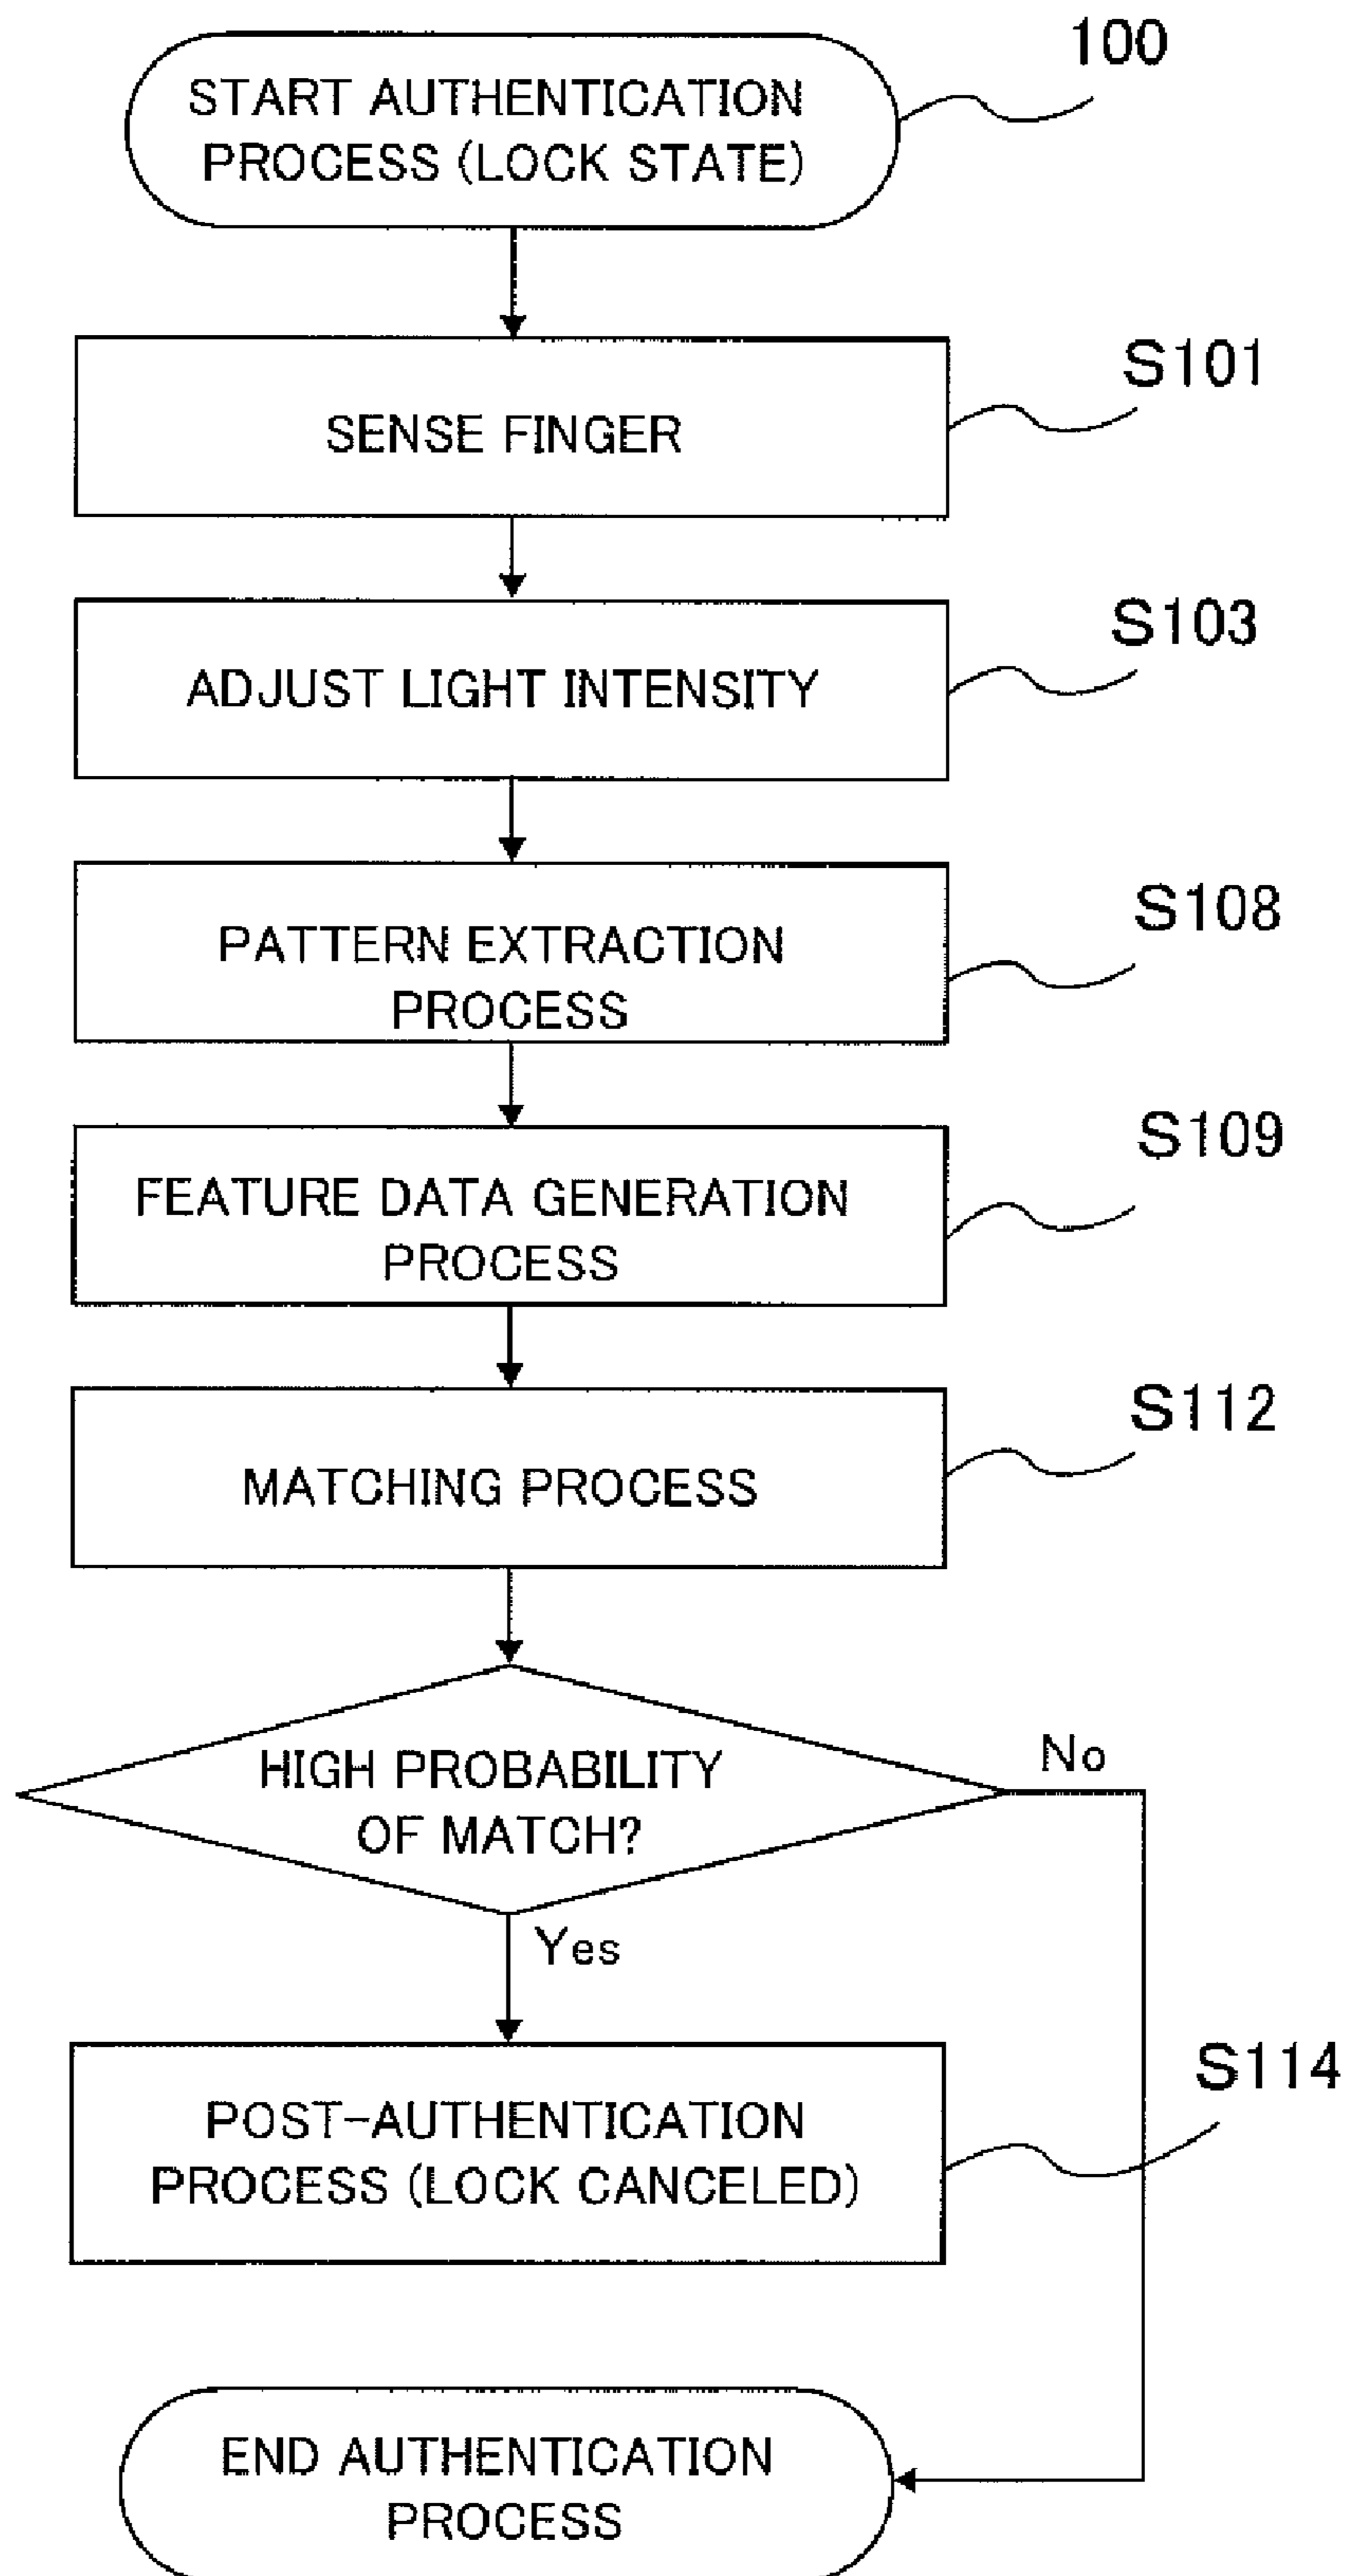 100
START AUTHENTICATION
PROCESS (LOCK STATE)
S101
SENSE FINGER
S103
ADJUST LIGHT INTENSITY
S108
PATTERN EXTRACTION
PROCESS
S109
FEATURE DATA GENERATION
PROCESS
S112
MATCHING PROCESS
No
HIGH PROBABILITY
OF MATCH?
Yes
S114
POST-AUTHENTICATION
PROCESS (LOCK CANCELED)
END AUTHENTICATION
PROCESS